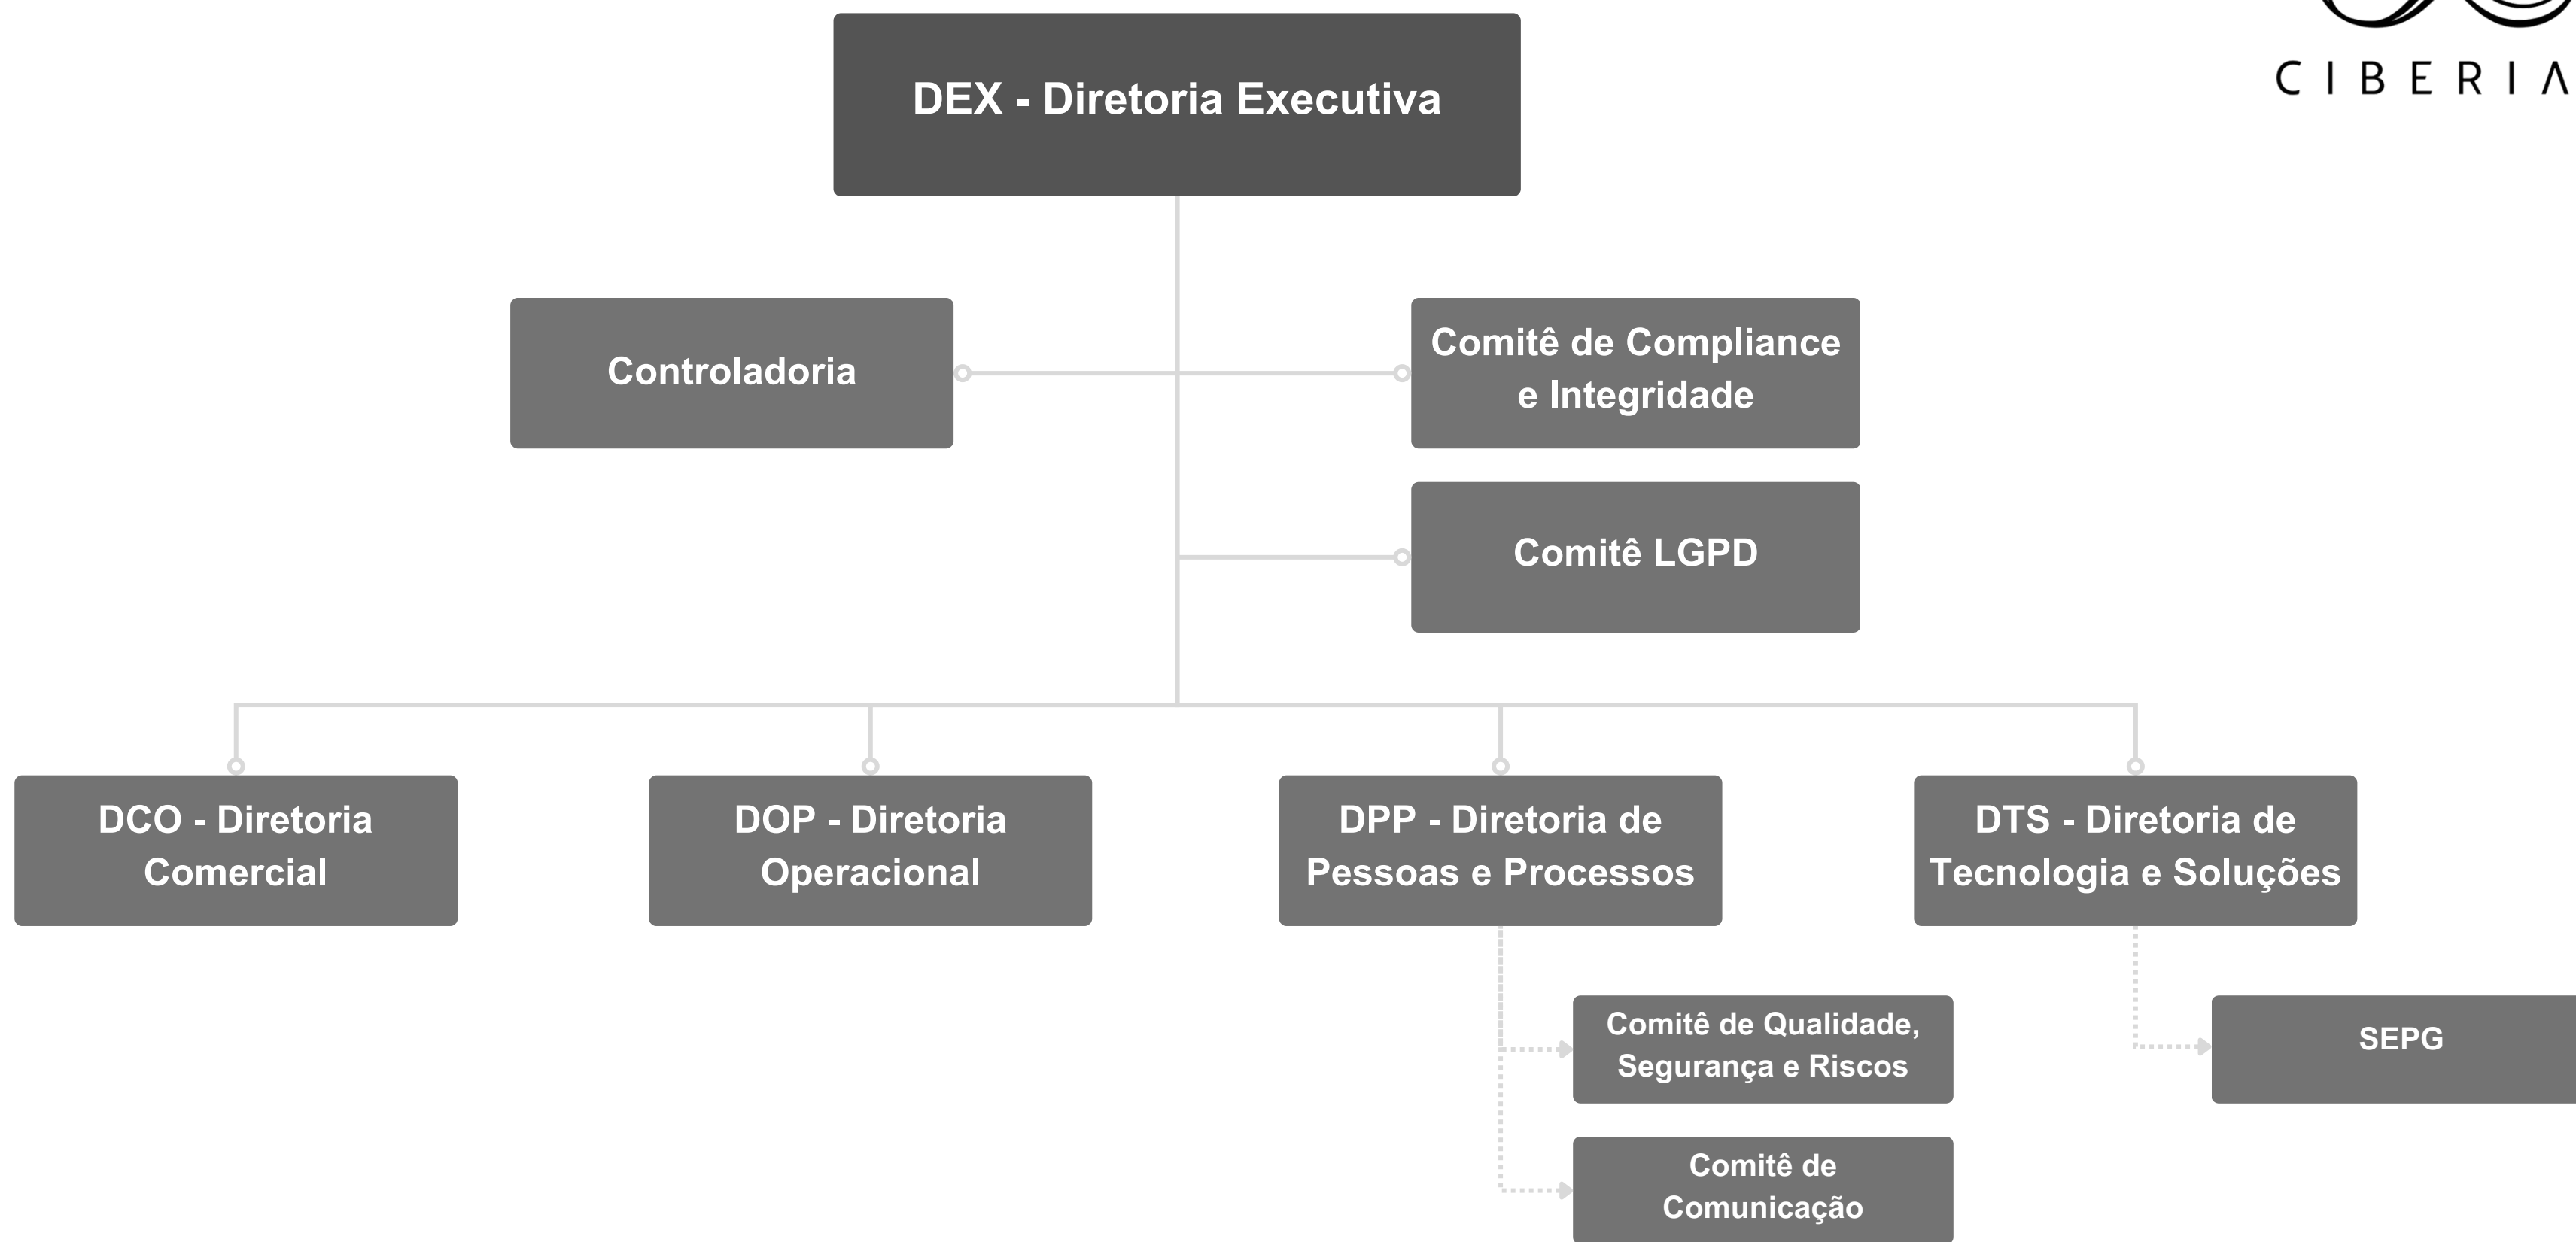 DEX - Diretoria Executiva
CIBERIA
Controladoria
Comitê de Compliance
e Integridade
Comitê LGPD
DCO - Diretoria
Comercial
DOP - Diretoria
Operacional
DPP - Diretoria de
Pessoas e Processos
DTS - Diretoria de
Tecnologia e Soluções
Comitê de Qualidade,
Segurança e Riscos
SEPG
Comitê de
Comunicação